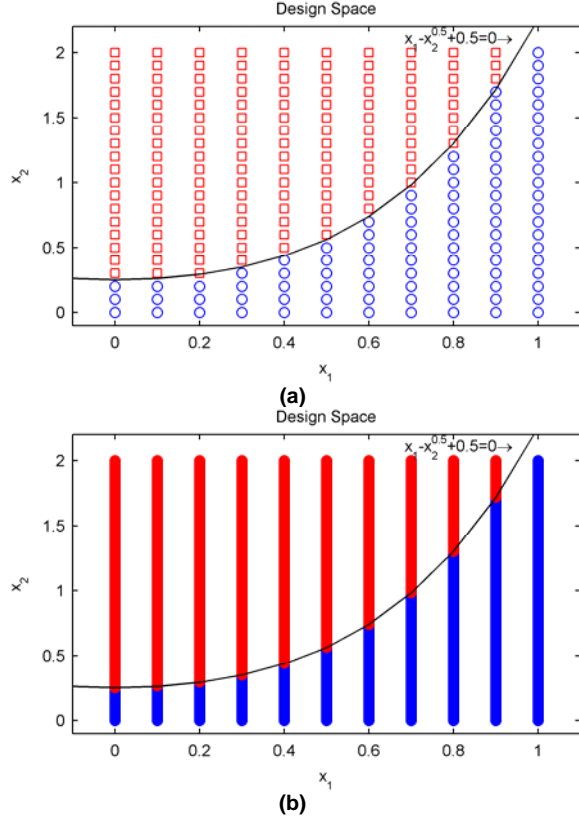 Design Space
x₁-x₂^0.5+0.5=0→
2
1.5
1
0.5
0
x₂
0 0.2 0.4 0.6 0.8 1
x₁
(a)
Design Space
x₁-x₂^0.5+0.5=0→
2
1.5
1
0.5
0
x₂
0 0.2 0.4 0.6 0.8 1
x₁
(b)